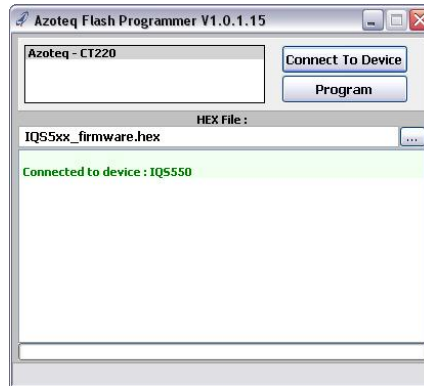 Azoteq Flash Programmer V1.0.1.15
Azoteq - CT220
Connect To Device
Program
HEX File :
IQS5xx_firmware.hex
...
Connected to device : IQS550